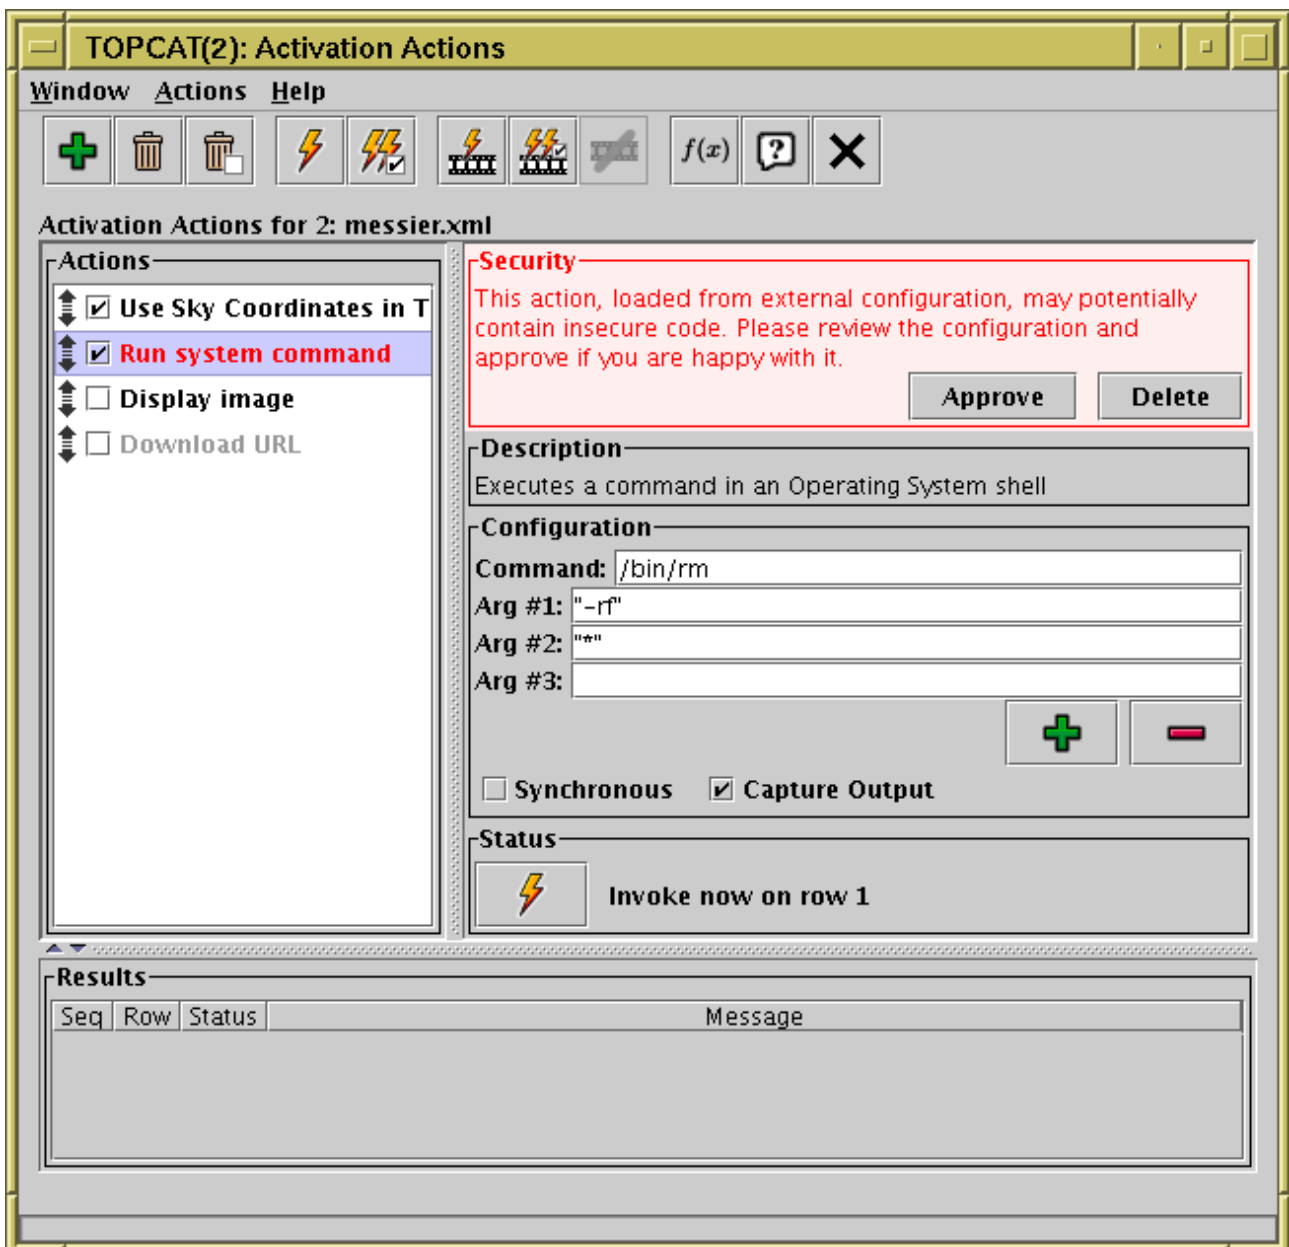 TOPCAT(2): Activation Actions
Window Actions Help
f(x)
Activation Actions for 2: messier.xml
Actions
Use Sky Coordinates in T
Run system command
Display image
Download URL
Security
This action, loaded from external configuration, may potentially
contain insecure code. Please review the configuration and
approve if you are happy with it.
Approve Delete
Description
Executes a command in an Operating System shell
Configuration
Command: /bin/rm
Arg #1: "-rf"
Arg #2: "*"
Arg #3:
Synchronous Capture Output
Status
Invoke now on row 1
Results
Seq Row Status Message